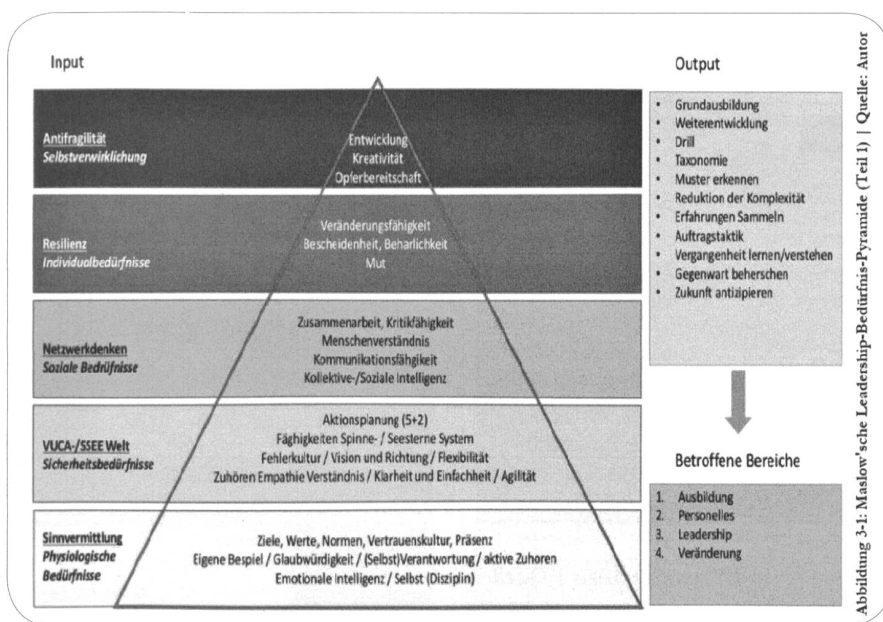 Input
Antifragilität
Selbstverwirklichung
Entwicklung
Kreativität
Opferbereitschaft
Resilienz
Individualbedürfnisse
Veränderungsfähigkeit
Bescheidenheit, Beharlichkeit
Mut
Netzwerkdenken
Soziale Bedrüfnisse
Zusammenarbeit, Kritikfähigkeit
Menschenverständnis
Kommunikationsfähgikeit
Kollektive-/Soziale Intelligenz
VUCA-/SSEE Welt
Sicherheitsbedürfnisse
Aktionsplanung (5+2)
Fäghigkeiten Spinne- / Seesterne System
Fehlerkultur / Vision und Richtung / Flexibilität
Zuhören Empathie Verständnis / Klarheit und Einfachheit / Agilität
Sinnvermittlung
Physiologische
Bedürfnisse
Ziele, Werte, Normen, Vertrauenskultur, Präsenz
Eigene Bespiel / Glaubwürdigkeit / (Selbst)Verantwortung / aktive Zuhoren
Emotionale Intelligenz / Selbst (Disziplin)
Output
• Grundausbildung
• Weiterentwicklung
• Drill
• Taxonomie
• Muster erkennen
• Reduktion der Komplexität
• Erfahrungen Sammeln
• Auftragstaktik
• Vergangenheit lernen/verstehen
• Gegenwart beherschen
• Zukunft antizipieren
Betroffene Bereiche
1. Ausbildung
2. Personelles
3. Leadership
4. Veränderung
Abbildung 3-1: Maslow'sche Leadership-Bedürfnis-Pyramide (Teil 1) | Quelle: Autor